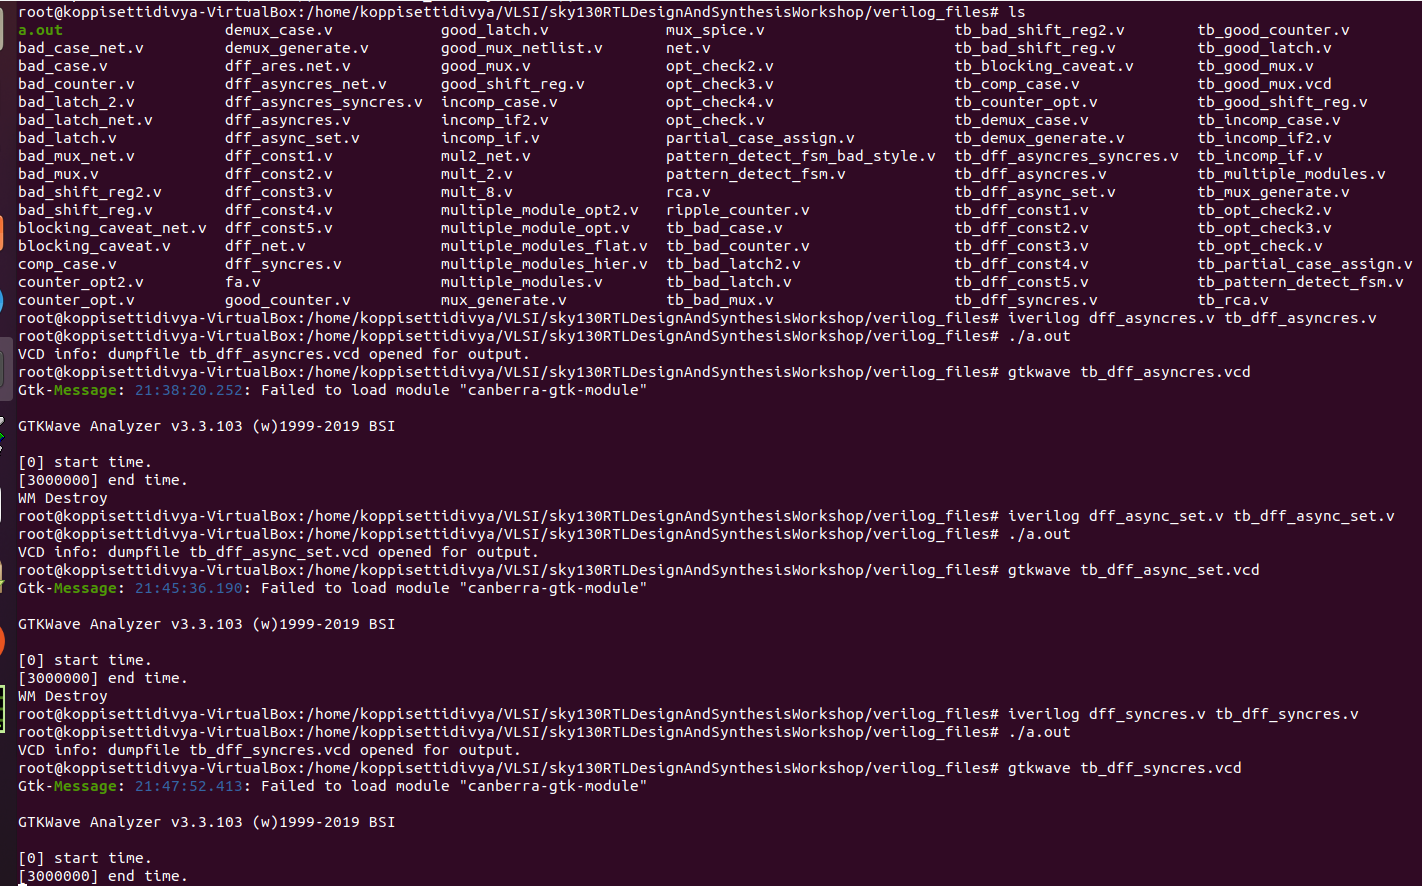 root@koppisettidivya-VirtualBox:/home/koppisettidivya/VLSI/sky130RTLDesignAndSynthesisWorkshop/verilog_files# ls
a.out demux_case.v good_latch.v mux_spice.v tb_bad_shift_reg2.v tb_good_counter.v
bad_case_net.v demux_generate.v good_mux_netlist.v net.v tb_bad_shift_reg.v tb_good_latch.v
bad_case.v dff_ares.net.v good_mux.v opt_check2.v tb_blocking_caveat.v tb_good_mux.v
bad_counter.v dff_asyncres_net.v good_shift_reg.v opt_check3.v tb_comp_case.v tb_good_mux.vcd
bad_latch_2.v dff_asyncres_syncres.v incomp_case.v opt_check4.v tb_counter_opt.v tb_good_shift_reg.v
bad_latch_net.v dff_asyncres.v incomp_if2.v opt_check.v tb_demux_case.v tb_incomp_case.v
bad_latch.v dff_async_set.v incomp_if.v partial_case_assign.v tb_demux_generate.v tb_incomp_if2.v
bad_mux_net.v dff_const1.v mul2_net.v pattern_detect_fsm_bad_style.v tb_dff_asyncres_syncres.v tb_incomp_if.v
bad_mux.v dff_const2.v mult_2.v pattern_detect_fsm.v tb_dff_asyncres.v tb_multiple_modules.v
bad_shift_reg2.v dff_const3.v mult_8.v rca.v tb_dff_async_set.v tb_mux_generate.v
bad_shift_reg.v dff_const4.v multiple_module_opt2.v ripple_counter.v tb_dff_const1.v tb_opt_check2.v
blocking_caveat_net.v dff_const5.v multiple_module_opt.v tb_bad_case.v tb_dff_const2.v tb_opt_check3.v
blocking_caveat.v dff_net.v multiple_modules_flat.v tb_bad_counter.v tb_dff_const3.v tb_opt_check.v
comp_case.v dff_syncres.v multiple_modules_hier.v tb_bad_latch2.v tb_dff_const4.v tb_partial_case_assign.v
counter_opt2.v fa.v multiple_modules.v tb_bad_latch.v tb_dff_const5.v tb_pattern_detect_fsm.v
counter_opt.v good_counter.v mux_generate.v tb_bad_mux.v tb_dff_syncres.v tb_rca.v
root@koppisettidivya-VirtualBox:/home/koppisettidivya/VLSI/sky130RTLDesignAndSynthesisWorkshop/verilog_files# iverilog dff_asyncres.v tb_dff_asyncres.v
root@koppisettidivya-VirtualBox:/home/koppisettidivya/VLSI/sky130RTLDesignAndSynthesisWorkshop/verilog_files# ./a.out
VCD info: dumpfile tb_dff_asyncres.vcd opened for output.
root@koppisettidivya-VirtualBox:/home/koppisettidivya/VLSI/sky130RTLDesignAndSynthesisWorkshop/verilog_files# gtkwave tb_dff_asyncres.vcd
Gtk-Message: 21:38:20.252: Failed to load module "canberra-gtk-module"
GTKWave Analyzer v3.3.103 (w)1999-2019 BSI
[0] start time.
[3000000] end time.
WM Destroy
root@koppisettidivya-VirtualBox:/home/koppisettidivya/VLSI/sky130RTLDesignAndSynthesisWorkshop/verilog_files# iverilog dff_async_set.v tb_dff_async_set.v
root@koppisettidivya-VirtualBox:/home/koppisettidivya/VLSI/sky130RTLDesignAndSynthesisWorkshop/verilog_files# ./a.out
VCD info: dumpfile tb_dff_async_set.vcd opened for output.
root@koppisettidivya-VirtualBox:/home/koppisettidivya/VLSI/sky130RTLDesignAndSynthesisWorkshop/verilog_files# gtkwave tb_dff_async_set.vcd
Gtk-Message: 21:45:36.190: Failed to load module "canberra-gtk-module"
GTKWave Analyzer v3.3.103 (w)1999-2019 BSI
[0] start time.
[3000000] end time.
WM Destroy
root@koppisettidivya-VirtualBox:/home/koppisettidivya/VLSI/sky130RTLDesignAndSynthesisWorkshop/verilog_files# iverilog dff_syncres.v tb_dff_syncres.v
root@koppisettidivya-VirtualBox:/home/koppisettidivya/VLSI/sky130RTLDesignAndSynthesisWorkshop/verilog_files# ./a.out
VCD info: dumpfile tb_dff_syncres.vcd opened for output.
root@koppisettidivya-VirtualBox:/home/koppisettidivya/VLSI/sky130RTLDesignAndSynthesisWorkshop/verilog_files# gtkwave tb_dff_syncres.vcd
Gtk-Message: 21:47:52.413: Failed to load module "canberra-gtk-module"
GTKWave Analyzer v3.3.103 (w)1999-2019 BSI
[0] start time.
[3000000] end time.